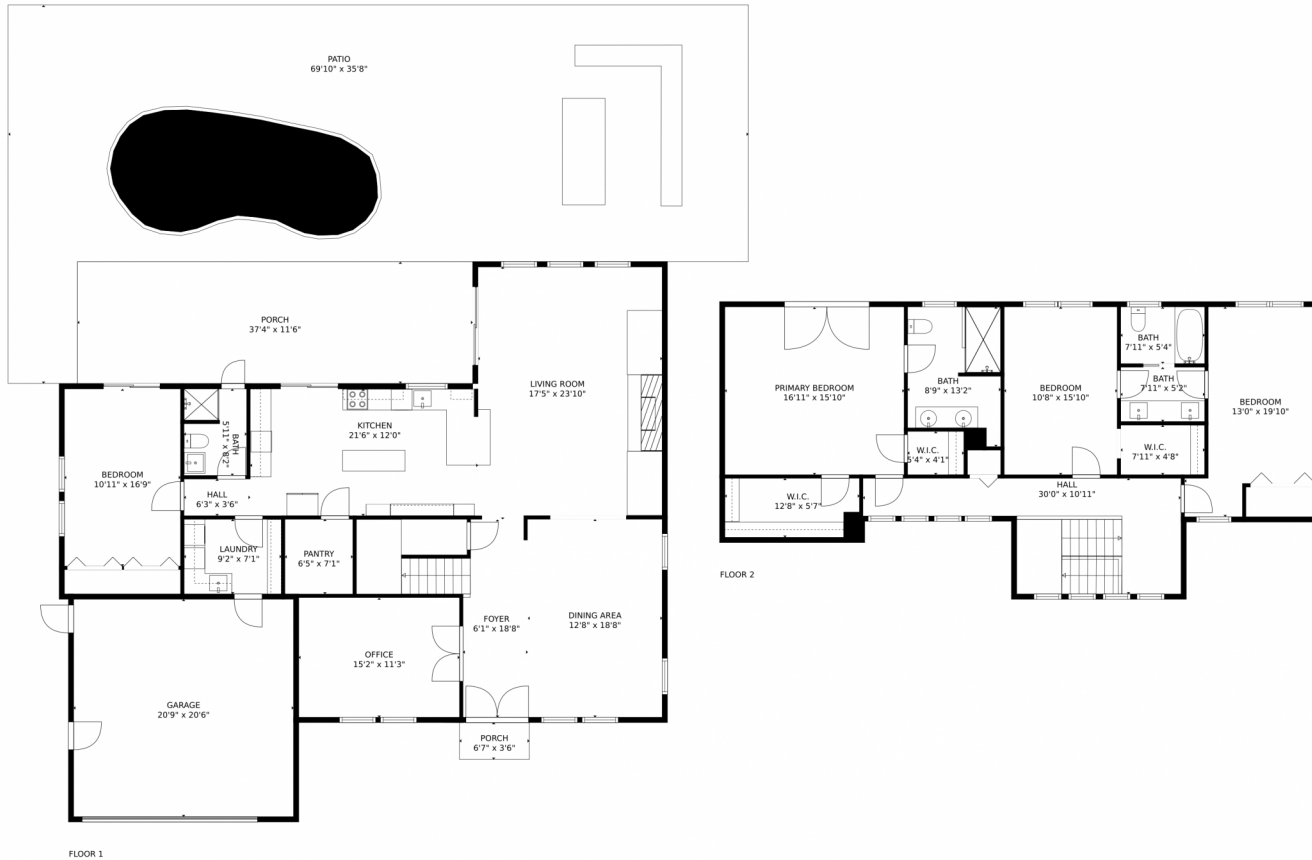 PATIO
69'10" x 35'8"
PORCH
37'4" x 11'6"
LIVING ROOM
17'5" x 23'10"
KITCHEN
21'6" x 12'0"
BATH
5'11" x 8'2"
BEDROOM
10'11" x 16'9"
HALL
6'3" x 3'6"
LAUNDRY
9'2" x 7'1"
PANTRY
6'5" x 7'1"
FOYER
6'1" x 18'8"
DINING AREA
12'8" x 18'8"
OFFICE
15'2" x 11'3"
GARAGE
20'9" x 20'6"
PORCH
6'7" x 3'6"
FLOOR 1
PRIMARY BEDROOM
16'11" x 15'10"
BATH
8'9" x 13'2"
BEDROOM
10'8" x 15'10"
BATH
7'11" x 5'4"
BATH
7'11" x 5'2"
BEDROOM
13'0" x 19'10"
W.I.C.
5'4" x 4'1"
W.I.C.
7'11" x 4'8"
W.I.C.
12'8" x 5'7"
HALL
30'0" x 10'11"
FLOOR 2